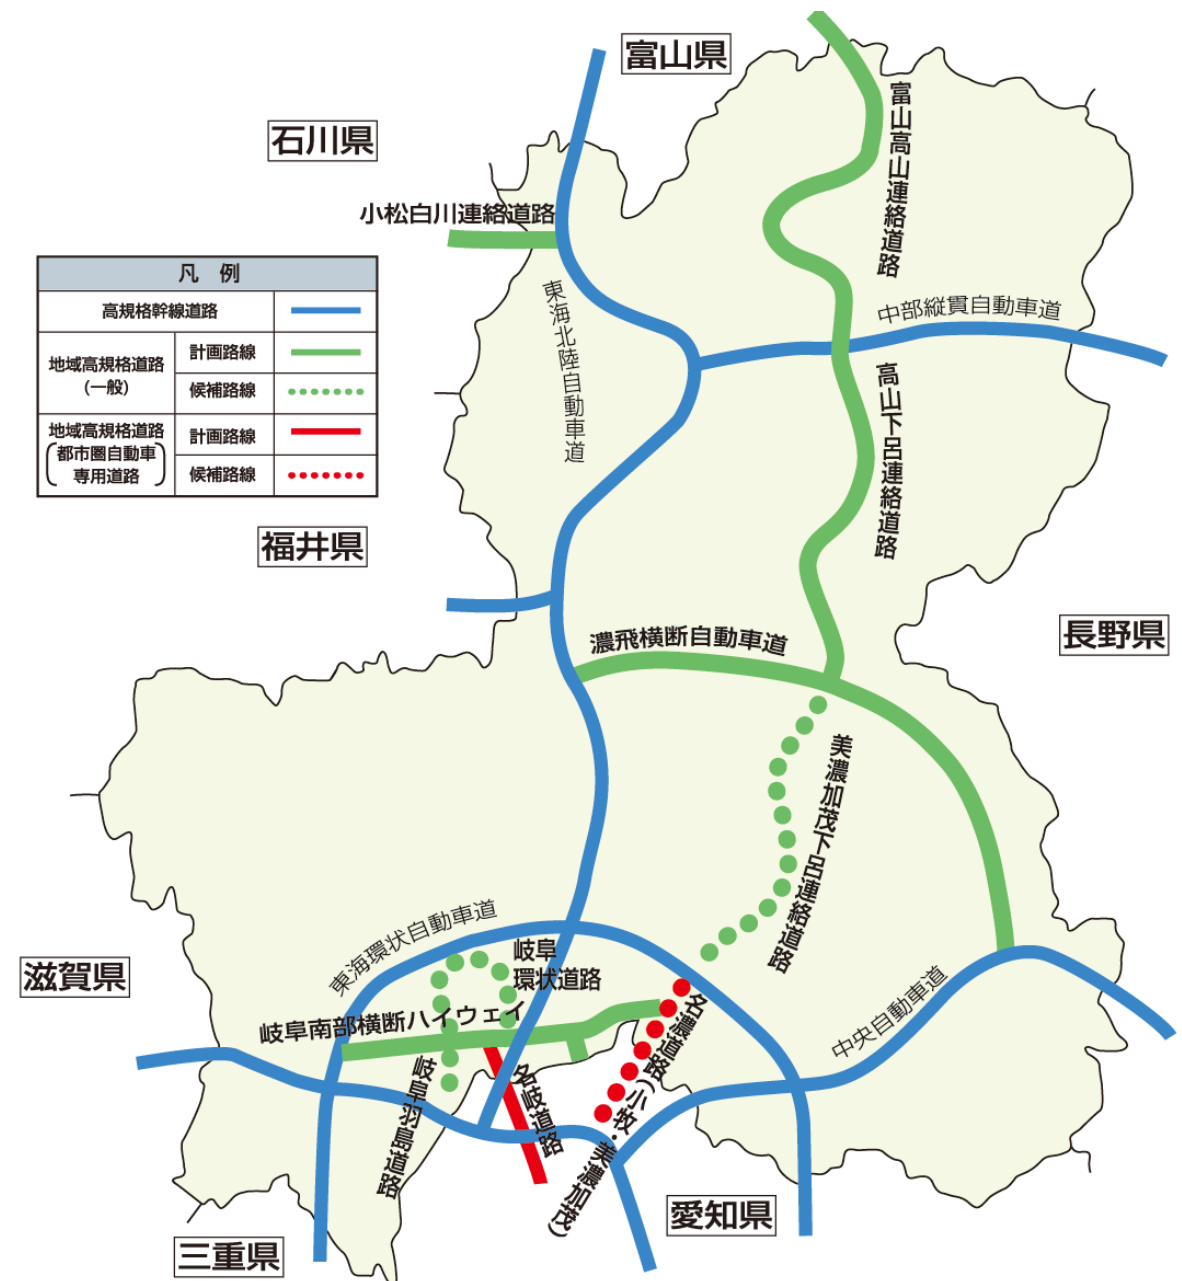 富山県
石川県
富山高山連絡道路
小松白川連絡道路
凡 例
高規格幹線道路
地域高規格道路
(一般)
計画路線
候補路線
地域高規格道路
(都市圏自動車
専用道路)
計画路線
候補路線
東海北陸自動車道
中部縦貫自動車道
高山下呂連絡道路
福井県
長野県
濃飛横断自動車道
美濃加茂下呂連絡道路
東海環状自動車道
岐阜
環状道路
滋賀県
岐阜南部横断ハイウェイ
名濃道路(小牧・美濃加茂)
中央自動車道
岐阜羽島道路
名岐道路
愛知県
三重県